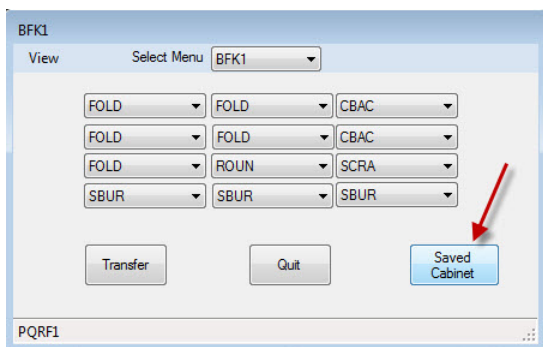 BFK1
View Select Menu BFK1
FOLD FOLD CBAC
FOLD FOLD CBAC
FOLD ROUN SCRA
SBUR SBUR SBUR
Transfer Quit Saved
Cabinet
PQRF1